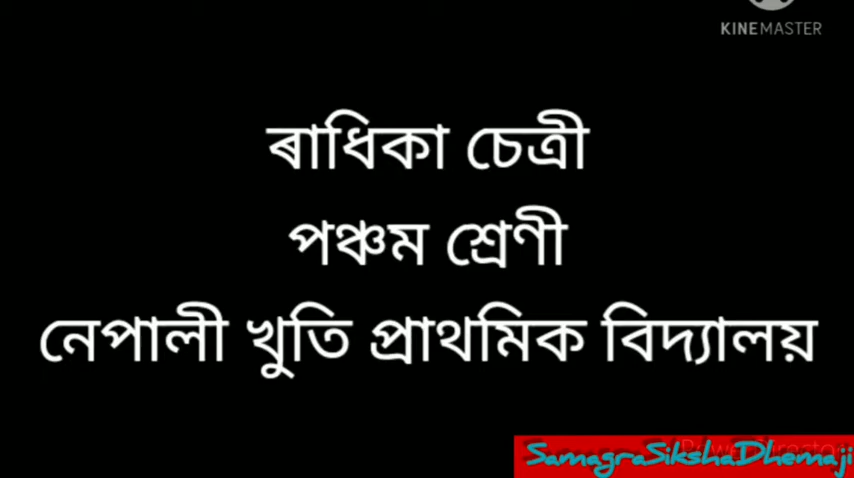 KINEMASTER
ৰাধিকা চেত্ৰী
পঞ্চম শ্ৰেণী
নেপালী খুতি প্ৰাথমিক বিদ্যালয়
SamagraSikshaDhemaji